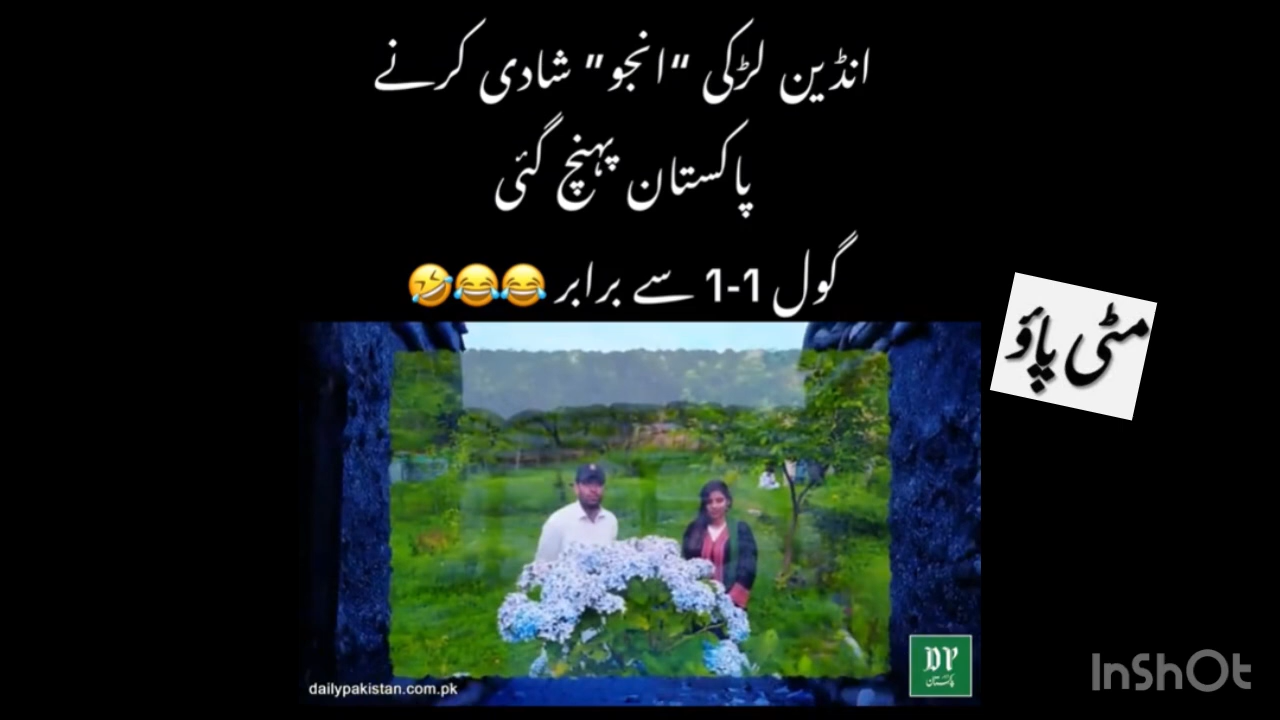 انڈین لڑکی "انجو" شادی کرنے
پاکستان پہنچ گئی
گول 1-1 سے برابر 😂😂🤣
مٹی پاؤ
DY
پاکستان
dailypakistan.com.pk
InShOt